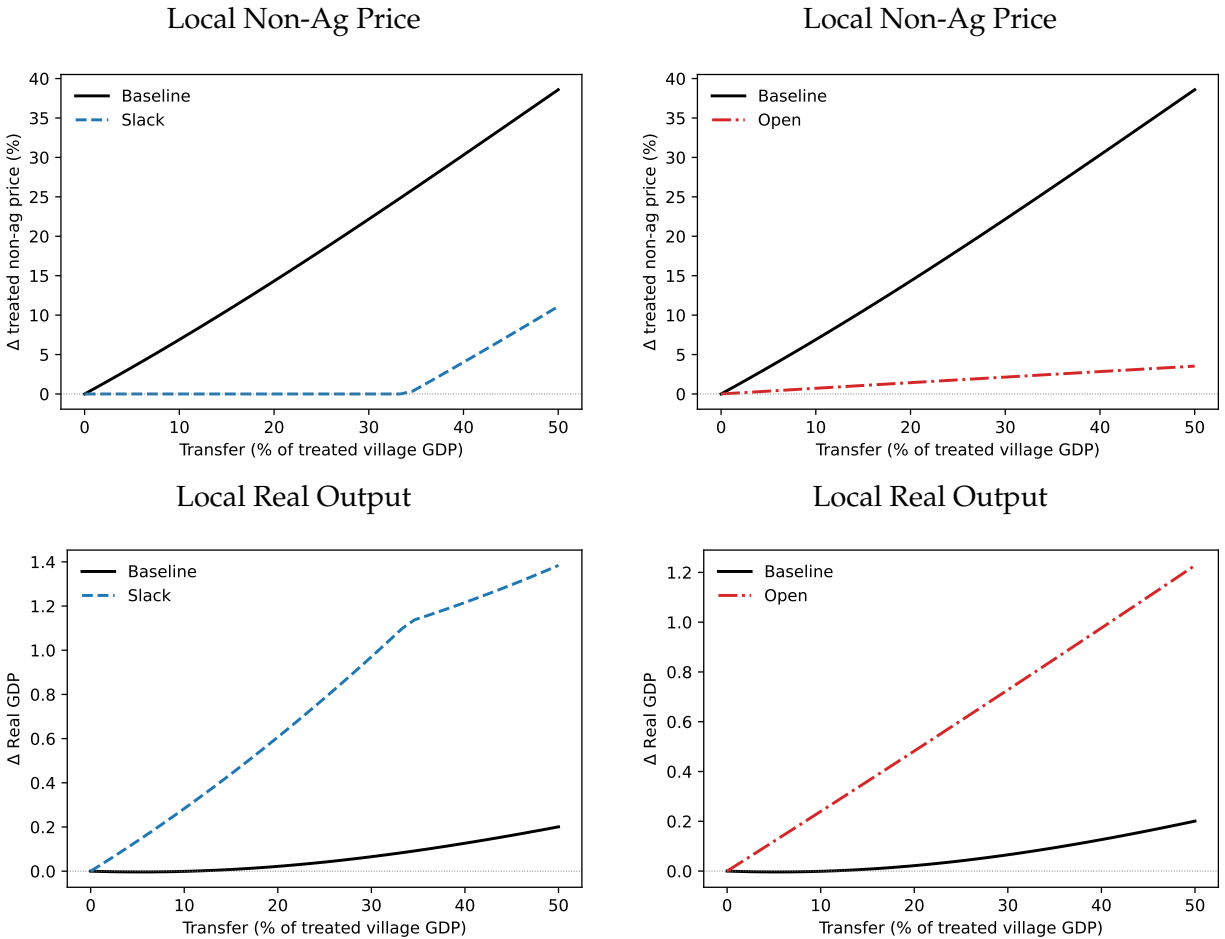 Local Non-Ag Price
40
35
30
25
20
15
10
5
0
Δ treated non-ag price (%)
Baseline
Slack
0 10 20 30 40 50
Transfer (% of treated village GDP)
Local Non-Ag Price
40
35
30
25
20
15
10
5
0
Δ treated non-ag price (%)
Baseline
Open
0 10 20 30 40 50
Transfer (% of treated village GDP)
Local Real Output
1.4
1.2
1.0
0.8
0.6
0.4
0.2
0.0
Δ Real GDP
Baseline
Slack
0 10 20 30 40 50
Transfer (% of treated village GDP)
Local Real Output
1.2
1.0
0.8
0.6
0.4
0.2
0.0
Δ Real GDP
Baseline
Open
0 10 20 30 40 50
Transfer (% of treated village GDP)